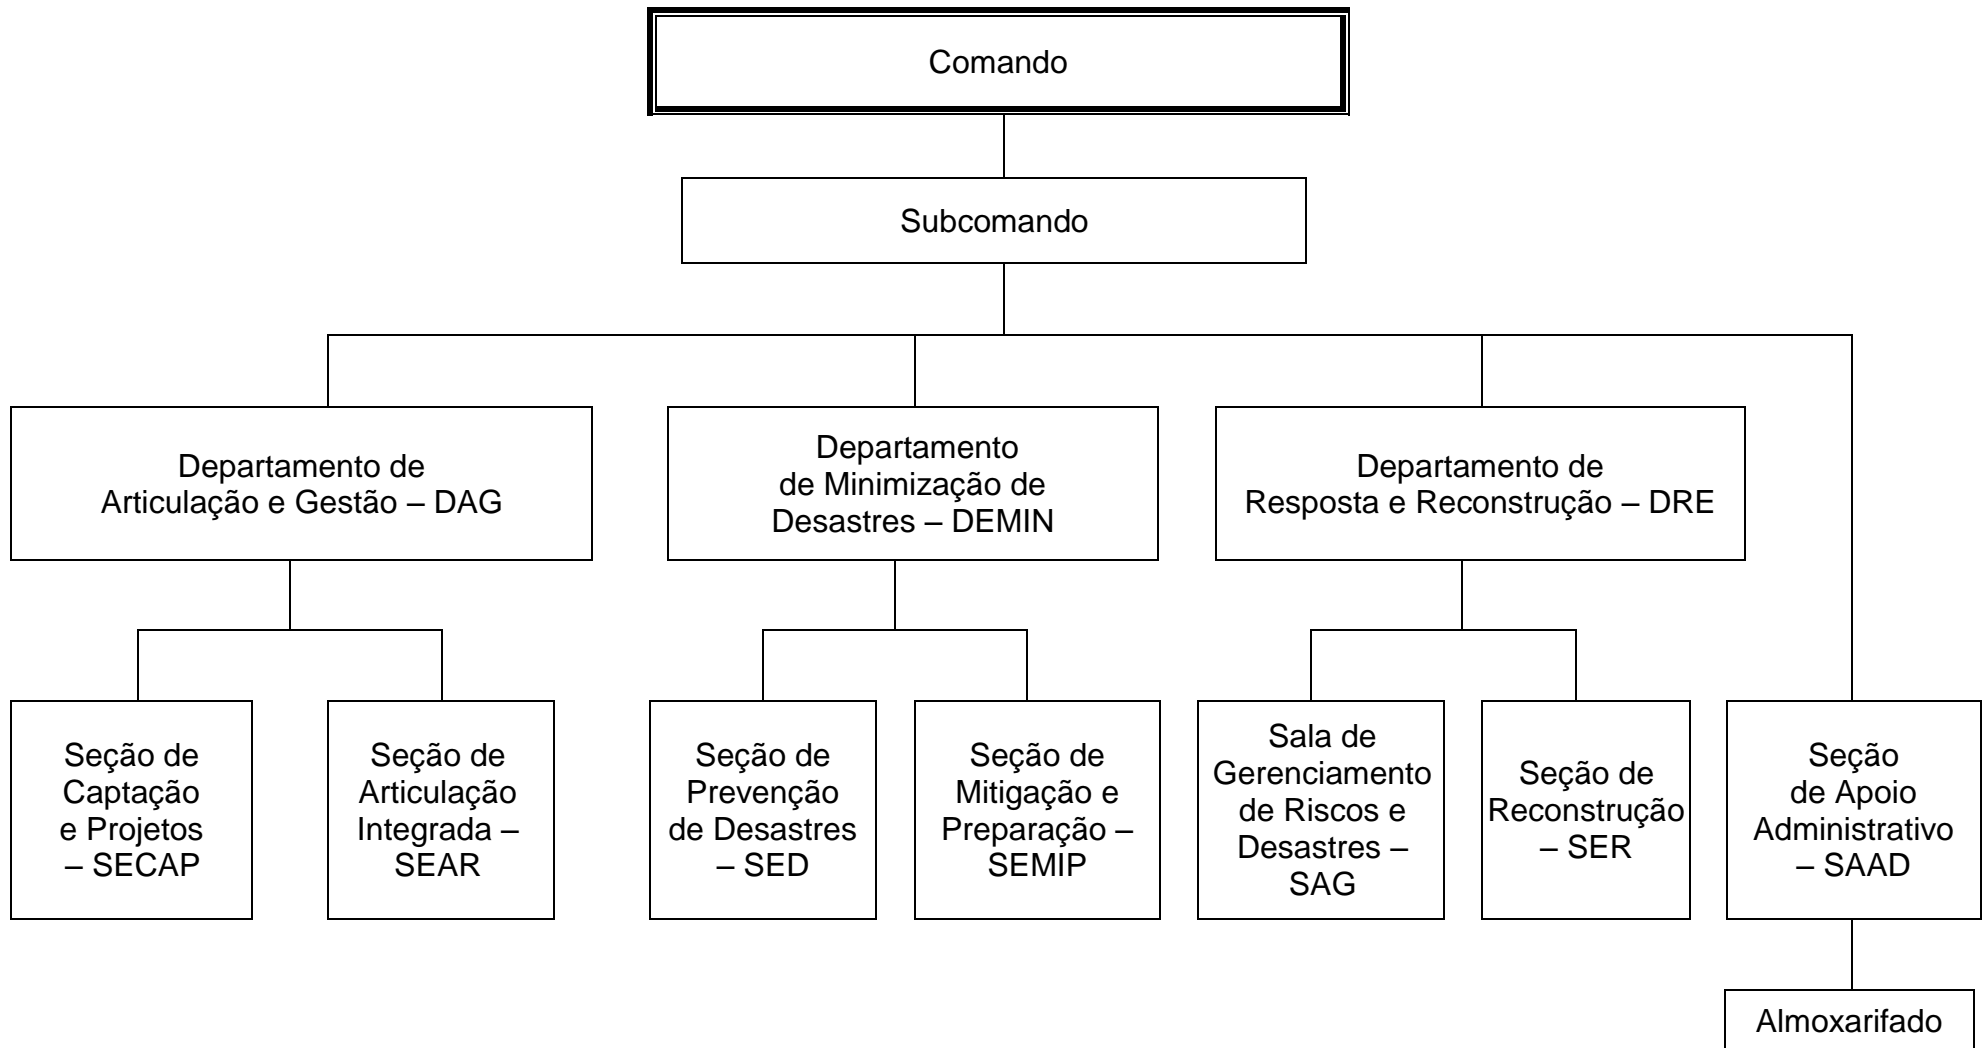 Comando
Subcomando
Departamento de
Articulação e Gestão – DAG
Departamento
de Minimização de
Desastres – DEMIN
Departamento de
Resposta e Reconstrução – DRE
Seção de
Captação
e Projetos
– SECAP
Seção de
Articulação
Integrada –
SEAR
Seção de
Prevenção
de Desastres
– SED
Seção de
Mitigação e
Preparação –
SEMIP
Sala de
Gerenciamento
de Riscos e
Desastres –
SAG
Seção de
Reconstrução
– SER
Seção
de Apoio
Administrativo
– SAAD
Almoxarifado